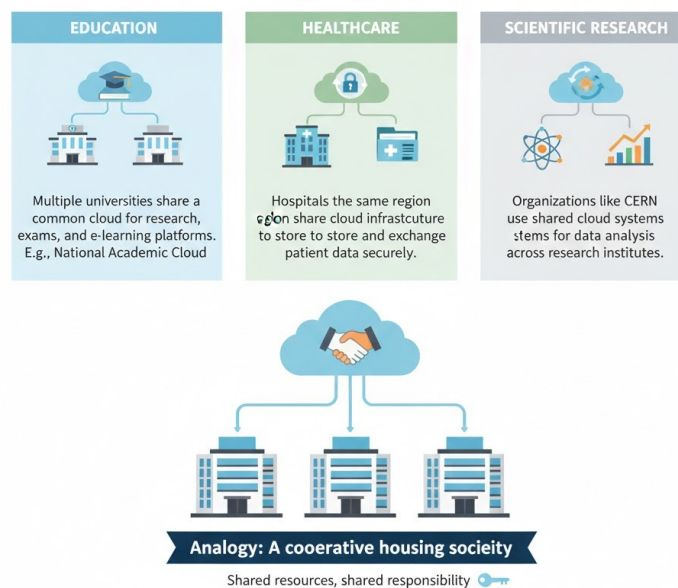 EDUCATION
Multiple universities share a
common cloud for research,
exams, and e-learning platforms.
E.g., National Academic Cloud
HEALTHCARE
Hospitals the same region
share cloud infrastcuture
to store to store and exchange
patient data securely.
SCIENTIFIC RESEARCH
Organizations like CERN
use shared cloud systems
stems for data analysis
across research institutes.
Analogy: A cooerative housing socieity
Shared resources, shared responsibility